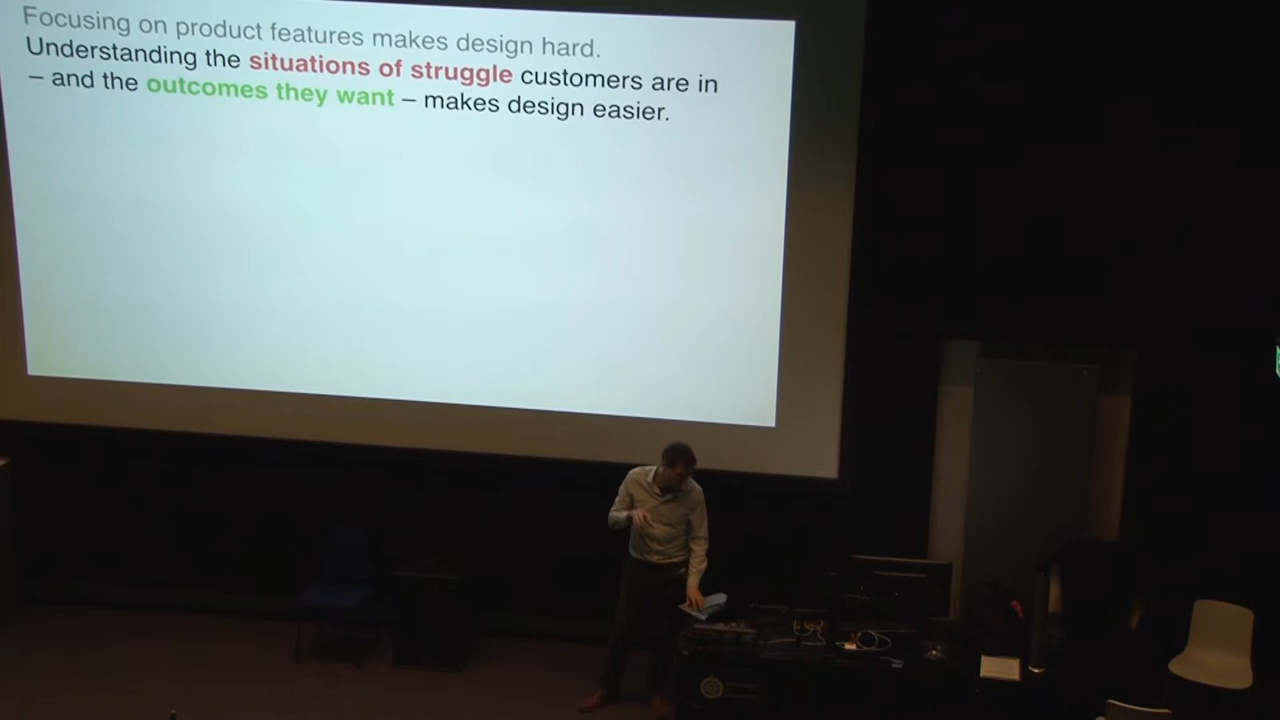 Focusing on product features makes design hard.
Understanding the situations of struggle customers are in
– and the outcomes they want – makes design easier.